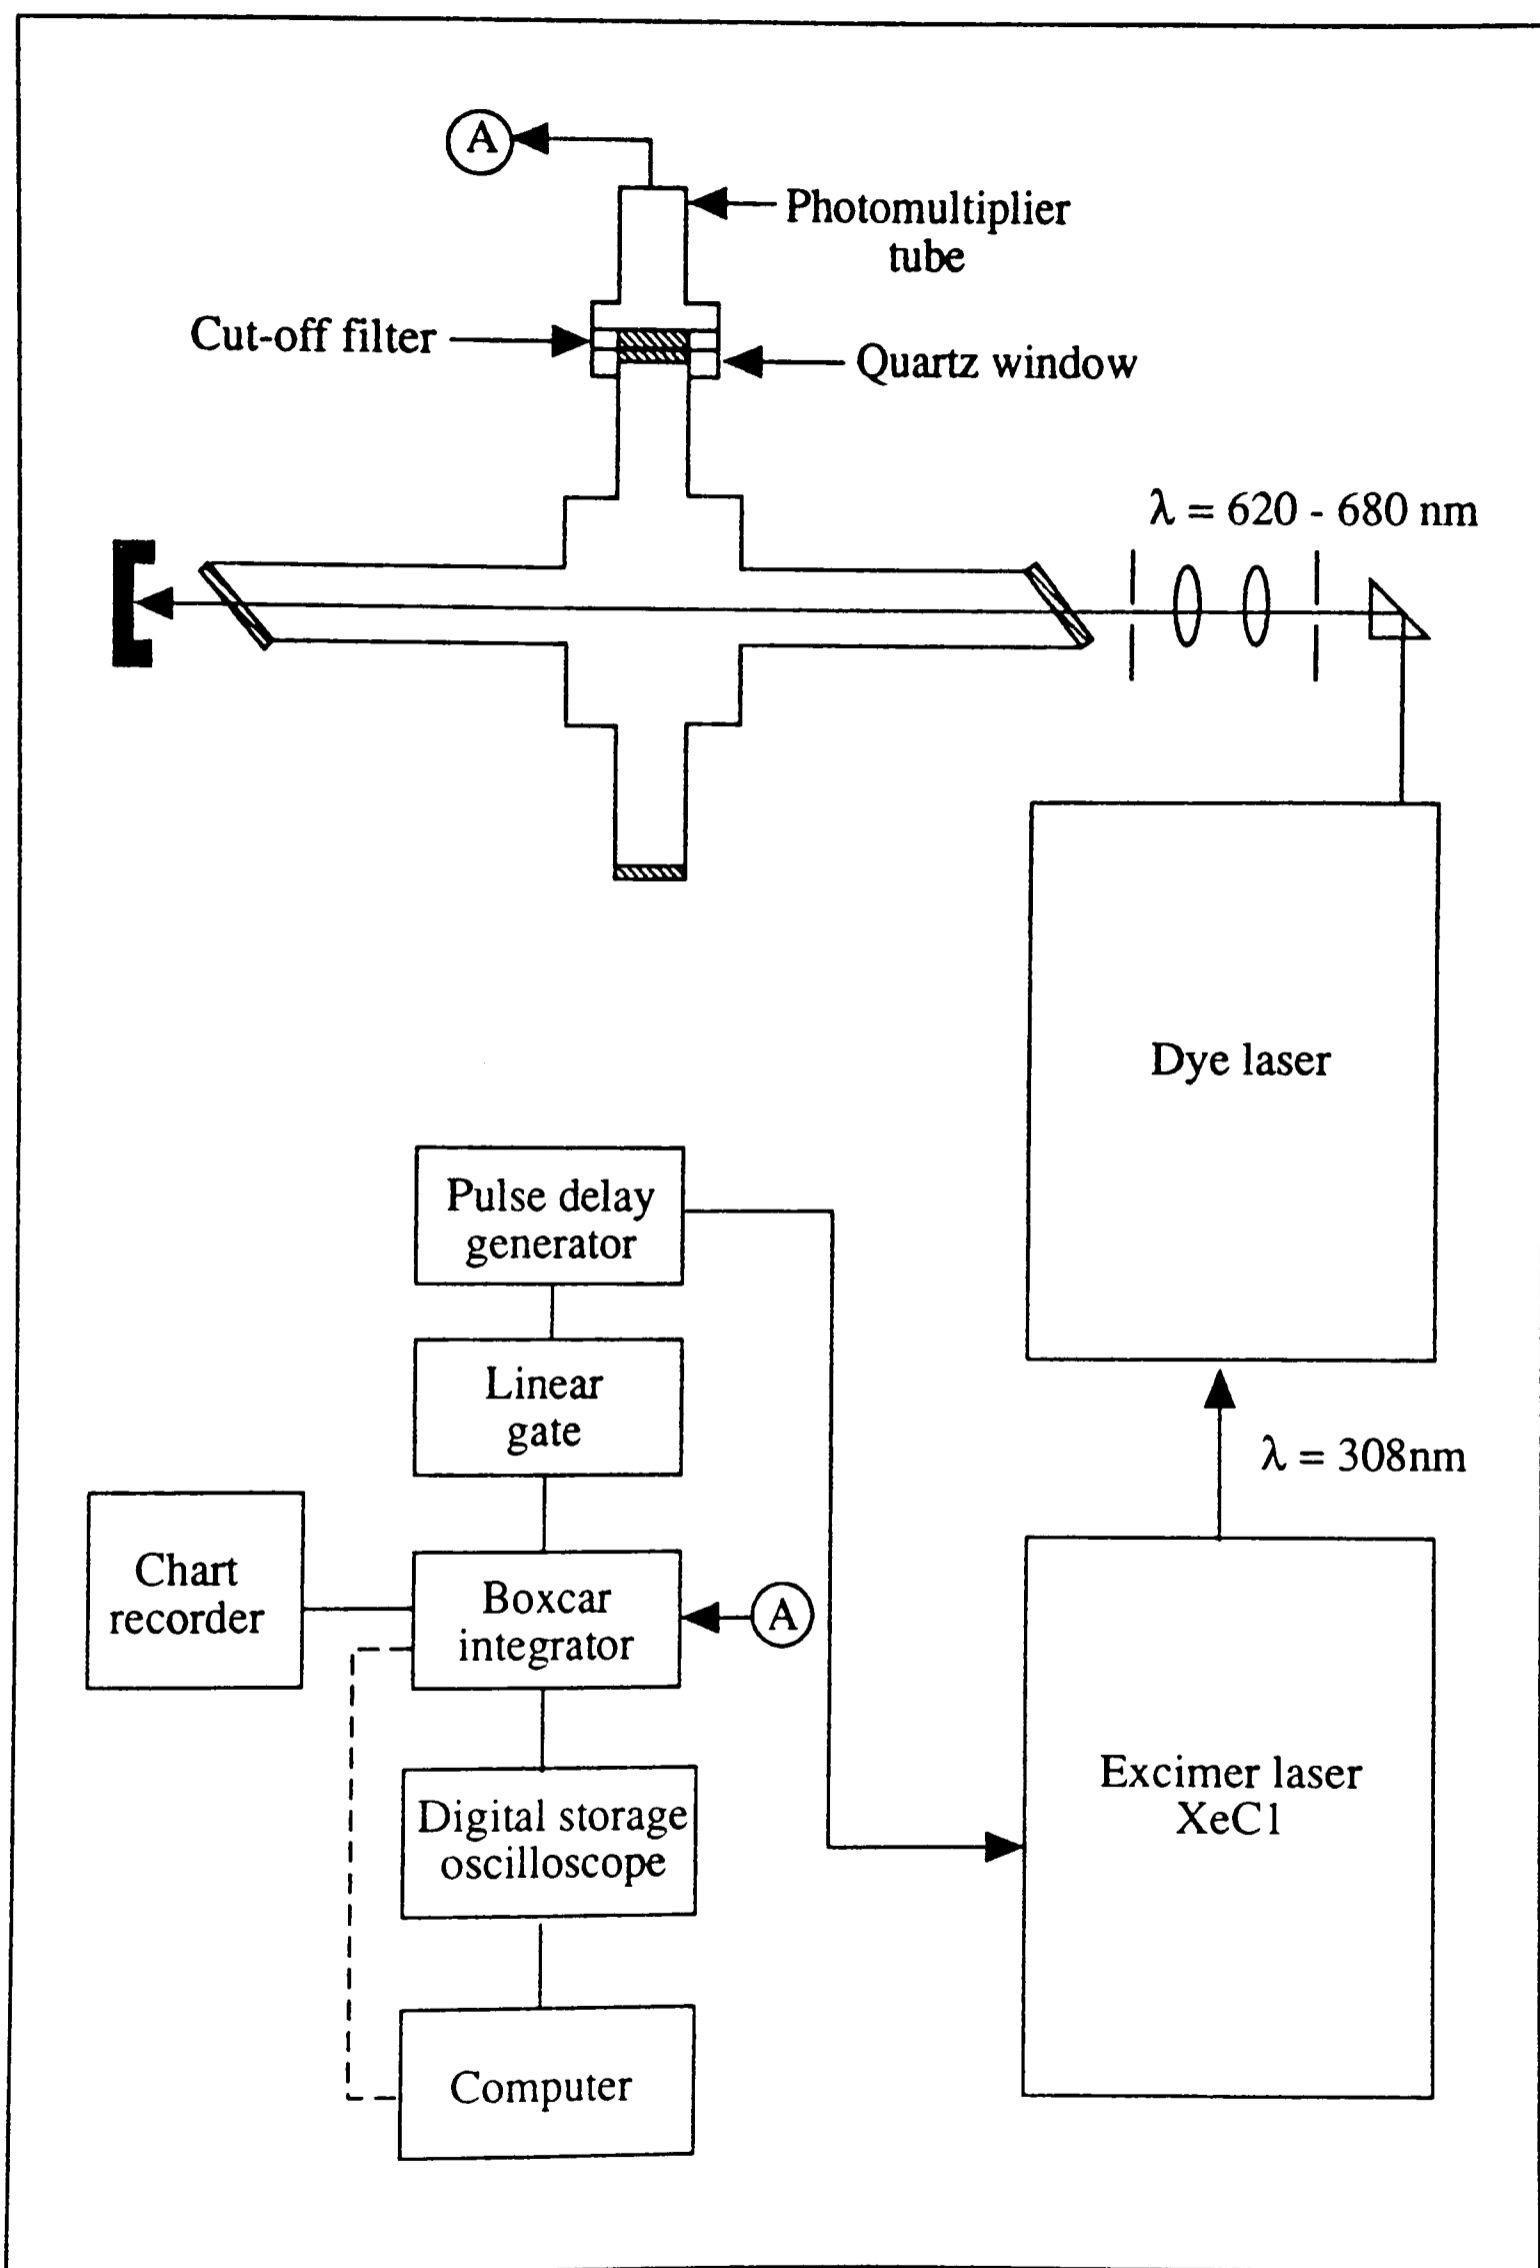 A
Photomultiplier
tube
Cut-off filter
Quartz window
λ = 620 - 680 nm
Dye laser
Pulse delay
generator
Linear
gate
λ = 308nm
Chart
recorder
Boxcar
integrator
A
Excimer laser
XeCl
Digital storage
oscilloscope
Computer